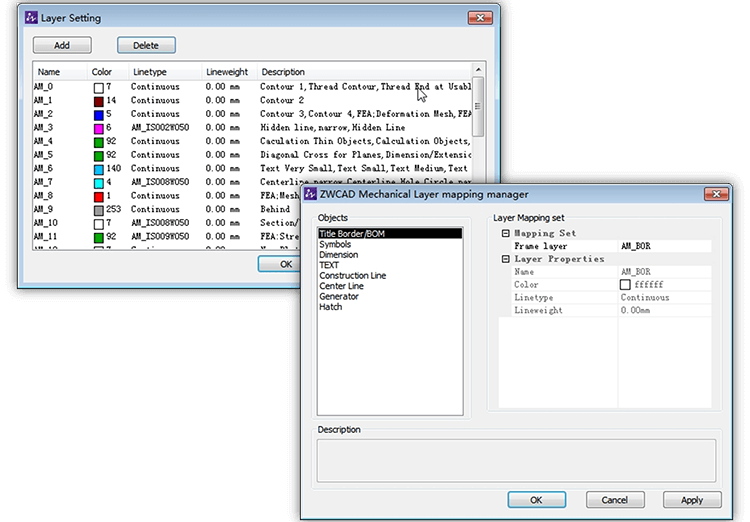 Layer Setting
Add Delete
Name Color Linetype Lineweight Description
AM_0 7 Continuous 0.00 mm Contour 1,Thread Contour,Thread End at Usabl
AM_1 14 Continuous 0.00 mm Contour 2
AM_2 5 Continuous 0.00 mm Contour 3,Contour 4,FEA:Deformation Mesh,FEA
AM_3 6 AM_ISO02W050 0.00 mm Hidden line,narrow,Hidden Line
AM_4 92 Continuous 0.00 mm Caculation Thin Objects,Calculation Objects,
AM_5 92 Continuous 0.00 mm Diagonal Cross for Planes,Dimension/Extensio
AM_6 140 Continuous 0.00 mm Text Very Small,Text Small,Text Medium,Text
AM_7 4 AM_ISO08W050 0.00 mm Centerline,narrow,Centerline,Hole Circle,nar
AM_8 1 Continuous 0.00 mm FEA:Mesh
AM_9 253 Continuous 0.00 mm Behind
AM_10 7 AM_ISO08W050 0.00 mm Section/
AM_11 92 AM_ISO09W050 0.00 mm FEA:Stre
OK
ZWCAD Mechanical Layer mapping manager
Objects
Title Border/BOM
Symbols
Dimension
TEXT
Construction Line
Center Line
Generator
Hatch
Layer Mapping set
Mapping Set
Frame layer AM_BOR
Layer Properties
Name AM_BOR
Color ffffff
Linetype Continuous
Lineweight 0.00mm
Description
OK Cancel Apply